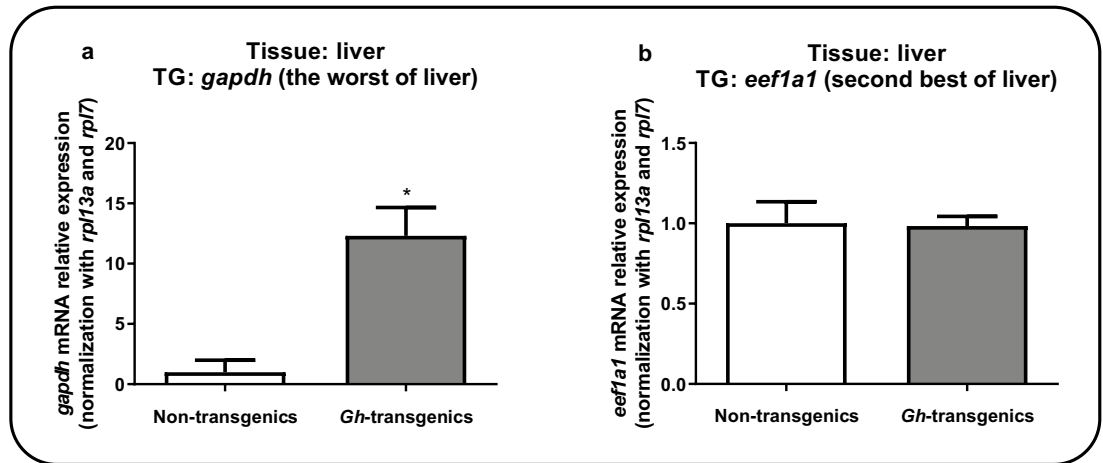 a
Tissue: liver
TG: gapdh (the worst of liver)
gapdh mRNA relative expression
(normalization with rpl13a and rpl7)
20
15
10
5
0
*
Non-transgenics
Gh-transgenics
b
Tissue: liver
TG: eef1a1 (second best of liver)
eef1a1 mRNA relative expression
(normalization with rpl13a and rpl7)
1.5
1.0
0.5
0.0
Non-transgenics
Gh-transgenics